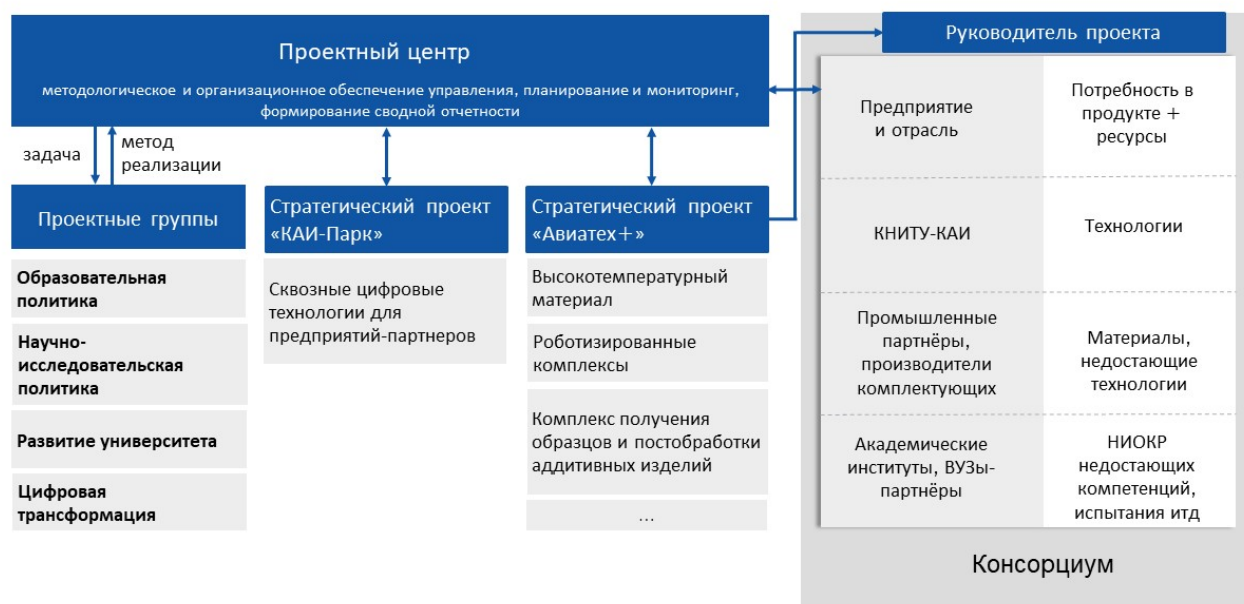 Проектный центр
методологическое и организационное обеспечение управления, планирование и мониторинг,
формирование сводной отчетности
задача
метод
реализации
Проектные группы
Образовательная
политика
Научно-
исследовательская
политика
Развитие университета
Цифровая
трансформация
Стратегический проект
«КАИ-Парк»
Сквозные цифровые
технологии для
предприятий-партнеров
Стратегический проект
«Авиатех+»
Высокотемпературный
материал
Роботизированные
комплексы
Комплекс получения
образцов и постобработки
аддитивных изделий
...
Руководитель проекта
Предприятие
и отрасль
Потребность в
продукте +
ресурсы
КНИТУ-КАИ
Технологии
Промышленные
партнёры,
производители
комплектующих
Материалы,
недостающие
технологии
Академические
институты, ВУЗы-
партнёры
НИОКР
недостающих
компетенций,
испытания итд
Консорциум